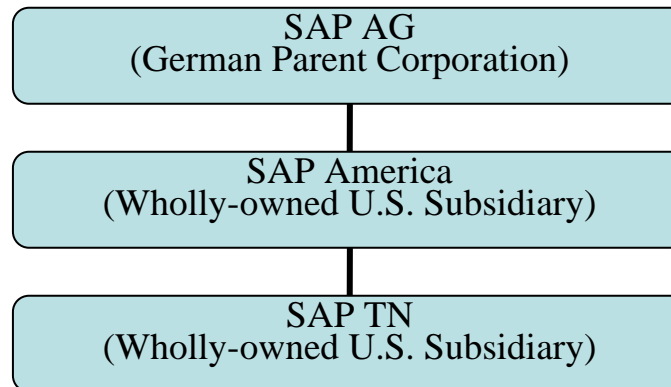 SAP AG
(German Parent Corporation)
SAP America
(Wholly-owned U.S. Subsidiary)
SAP TN
(Wholly-owned U.S. Subsidiary)